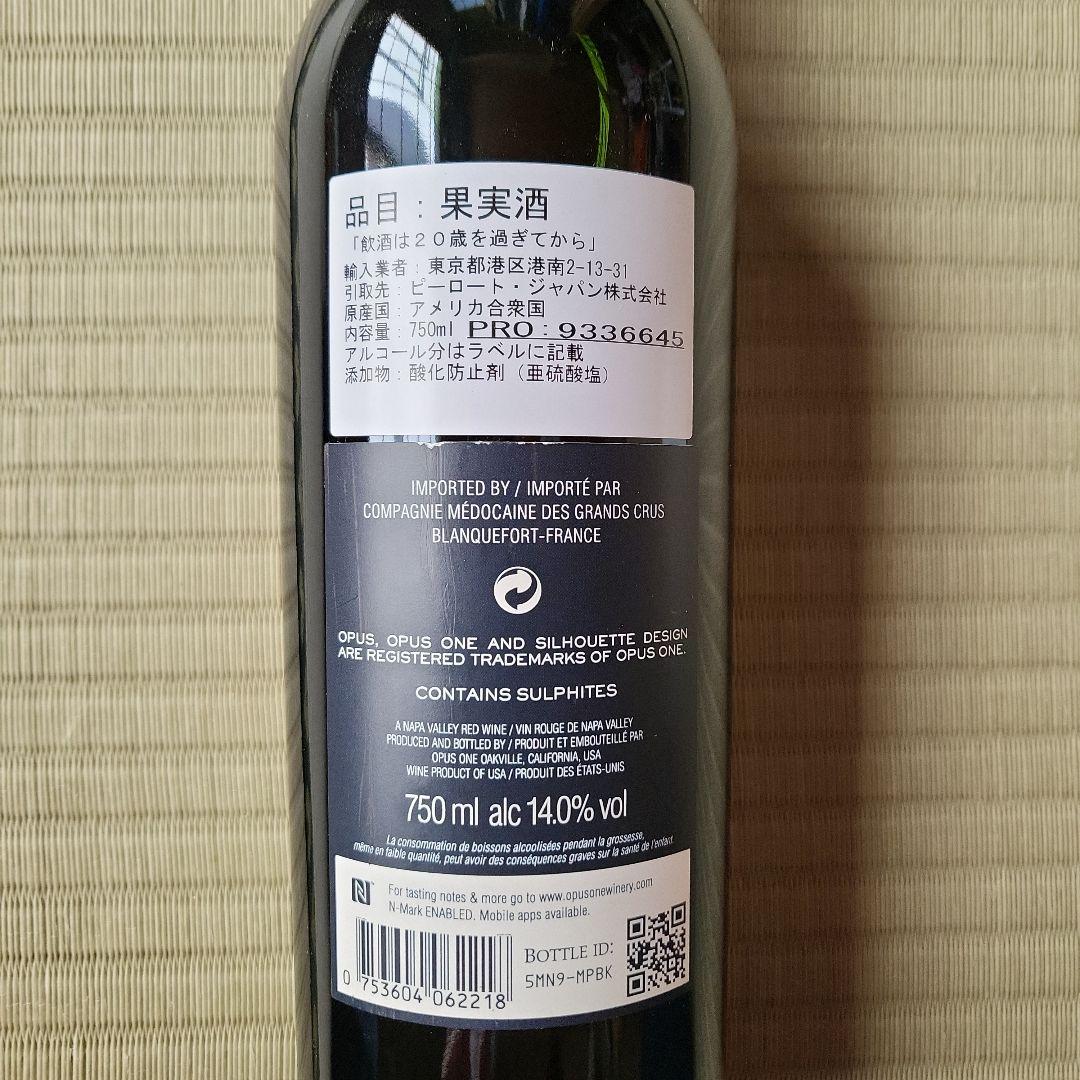 品目：果実酒
「飲酒は20歳を過ぎてから」
輸入業者：東京都港区港南2-13-31
引取先：ピーロート・ジャパン株式会社
原産国：アメリカ合衆国
内容量：750ml PRO：9336645
アルコール分はラベルに記載
添加物：酸化防止剤（亜硫酸塩）
IMPORTED BY / IMPORTÉ PAR
COMPAGNIE MÉDOCAINE DES GRANDS CRUS
BLANQUEFORT-FRANCE
OPUS, OPUS ONE AND SILHOUETTE DESIGN
ARE REGISTERED TRADEMARKS OF OPUS ONE.
CONTAINS SULPHITES
A NAPA VALLEY RED WINE / VIN ROUGE DE NAPA VALLEY
PRODUCED AND BOTTLED BY / PRODUIT ET EMBOUTEILLÉ PAR
OPUS ONE OAKVILLE, CALIFORNIA, USA
WINE PRODUCT OF USA / PRODUIT DES ÉTATS-UNIS
750 ml alc 14.0% vol
La consommation de boissons alcoolisées pendant la grossesse,
même en faible quantité, peut avoir des conséquences graves sur la santé de l'enfant.
For tasting notes & more go to www.opusonewinery.com
N-Mark ENABLED. Mobile apps available.
BOTTLE ID:
5MN9-MPBK
0 753604 062218